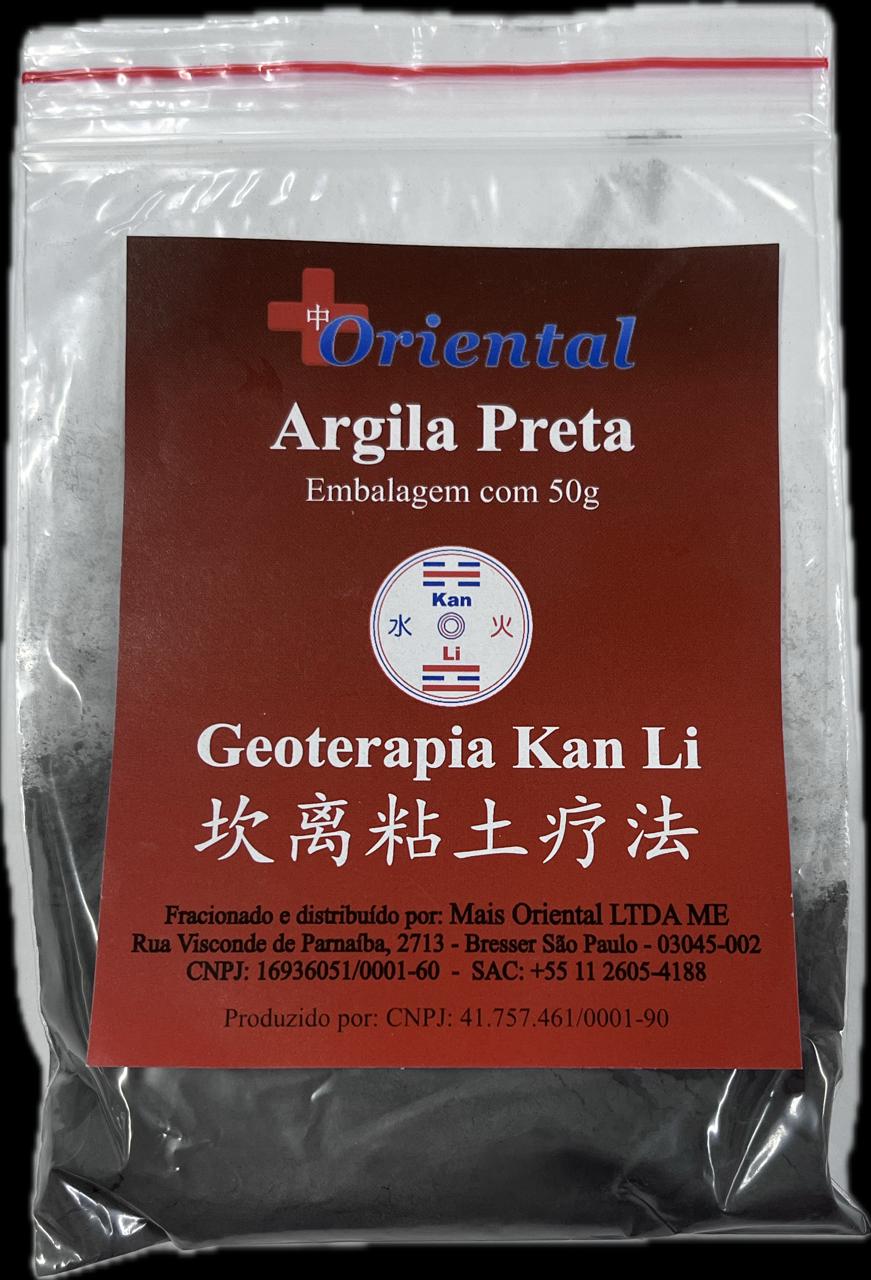 中
Oriental
Argila Preta
Embalagem com 50g
Kan
水 火
Li
Geoterapia Kan Li
坎离粘土疗法
Fracionado e distribuído por: Mais Oriental LTDA ME
Rua Visconde de Parnaíba, 2713 - Bresser São Paulo - 03045-002
CNPJ: 16936051/0001-60 - SAC: +55 11 2605-4188
Produzido por: CNPJ: 41.757.461/0001-90